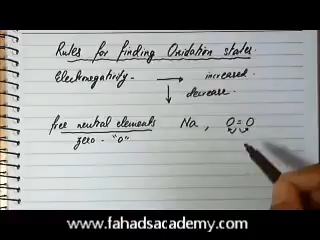 Rules for finding Oxidation states.
Electronegativity - → increased.
↓ decrease.
free neutral elements Na, O=O
zero - "0"
www.fahadsacademy.com